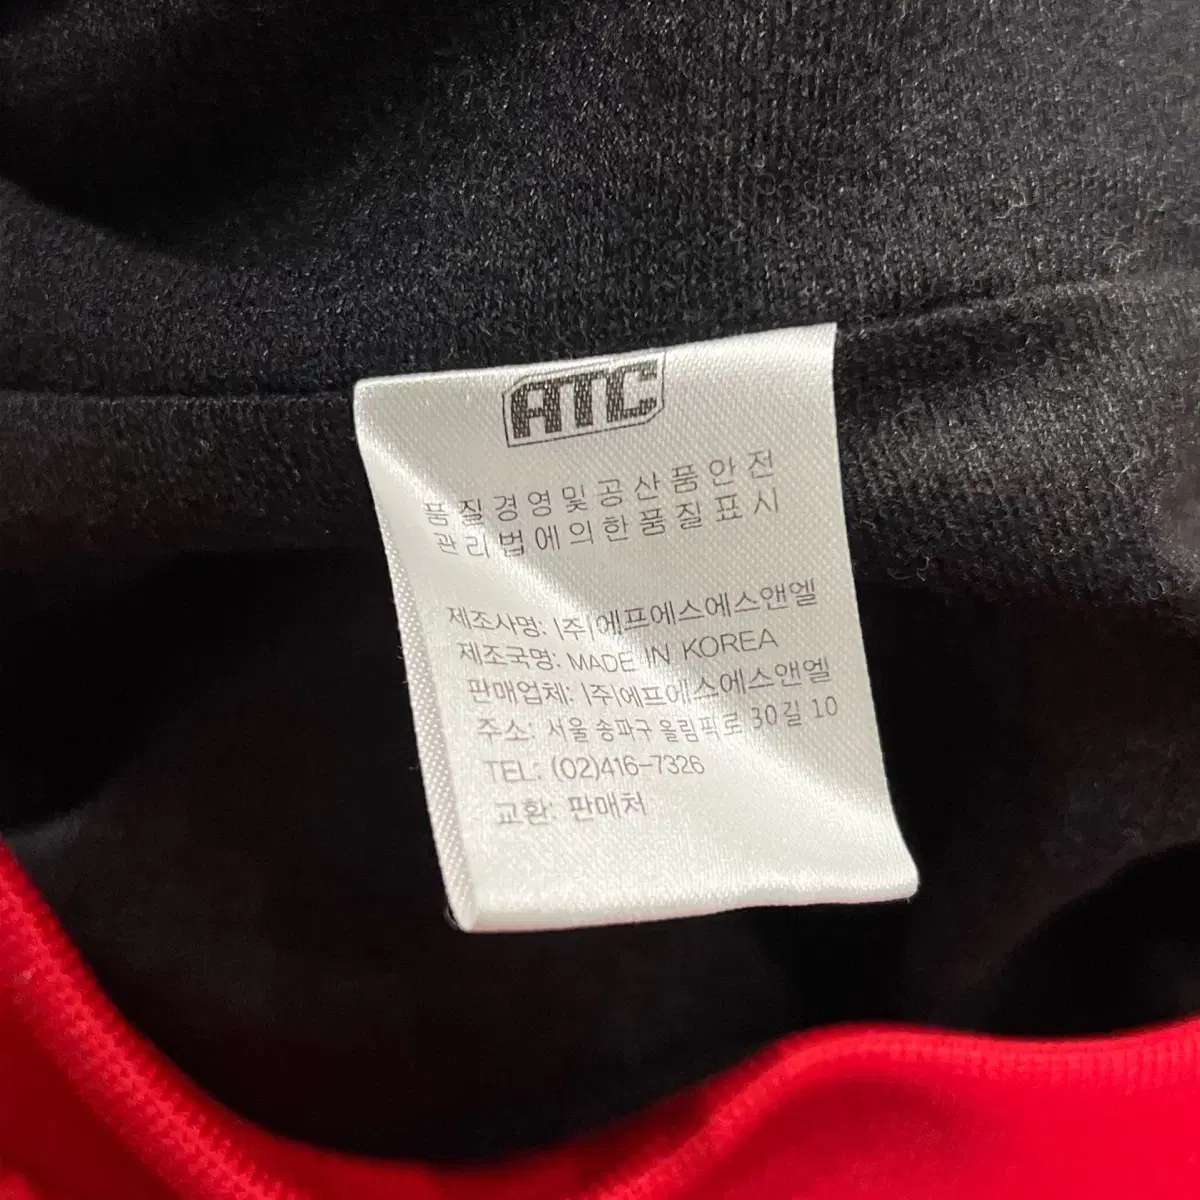 ATC
품질경영및공산품안전
관리법에의한품질표시
제조사명: (주)에프에스에스앤엘
제조국명: MADE IN KOREA
판매업체: (주)에프에스에스앤엘
주소: 서울 송파구 올림픽로 30길 10
TEL: (02)416-7326
교환: 판매처